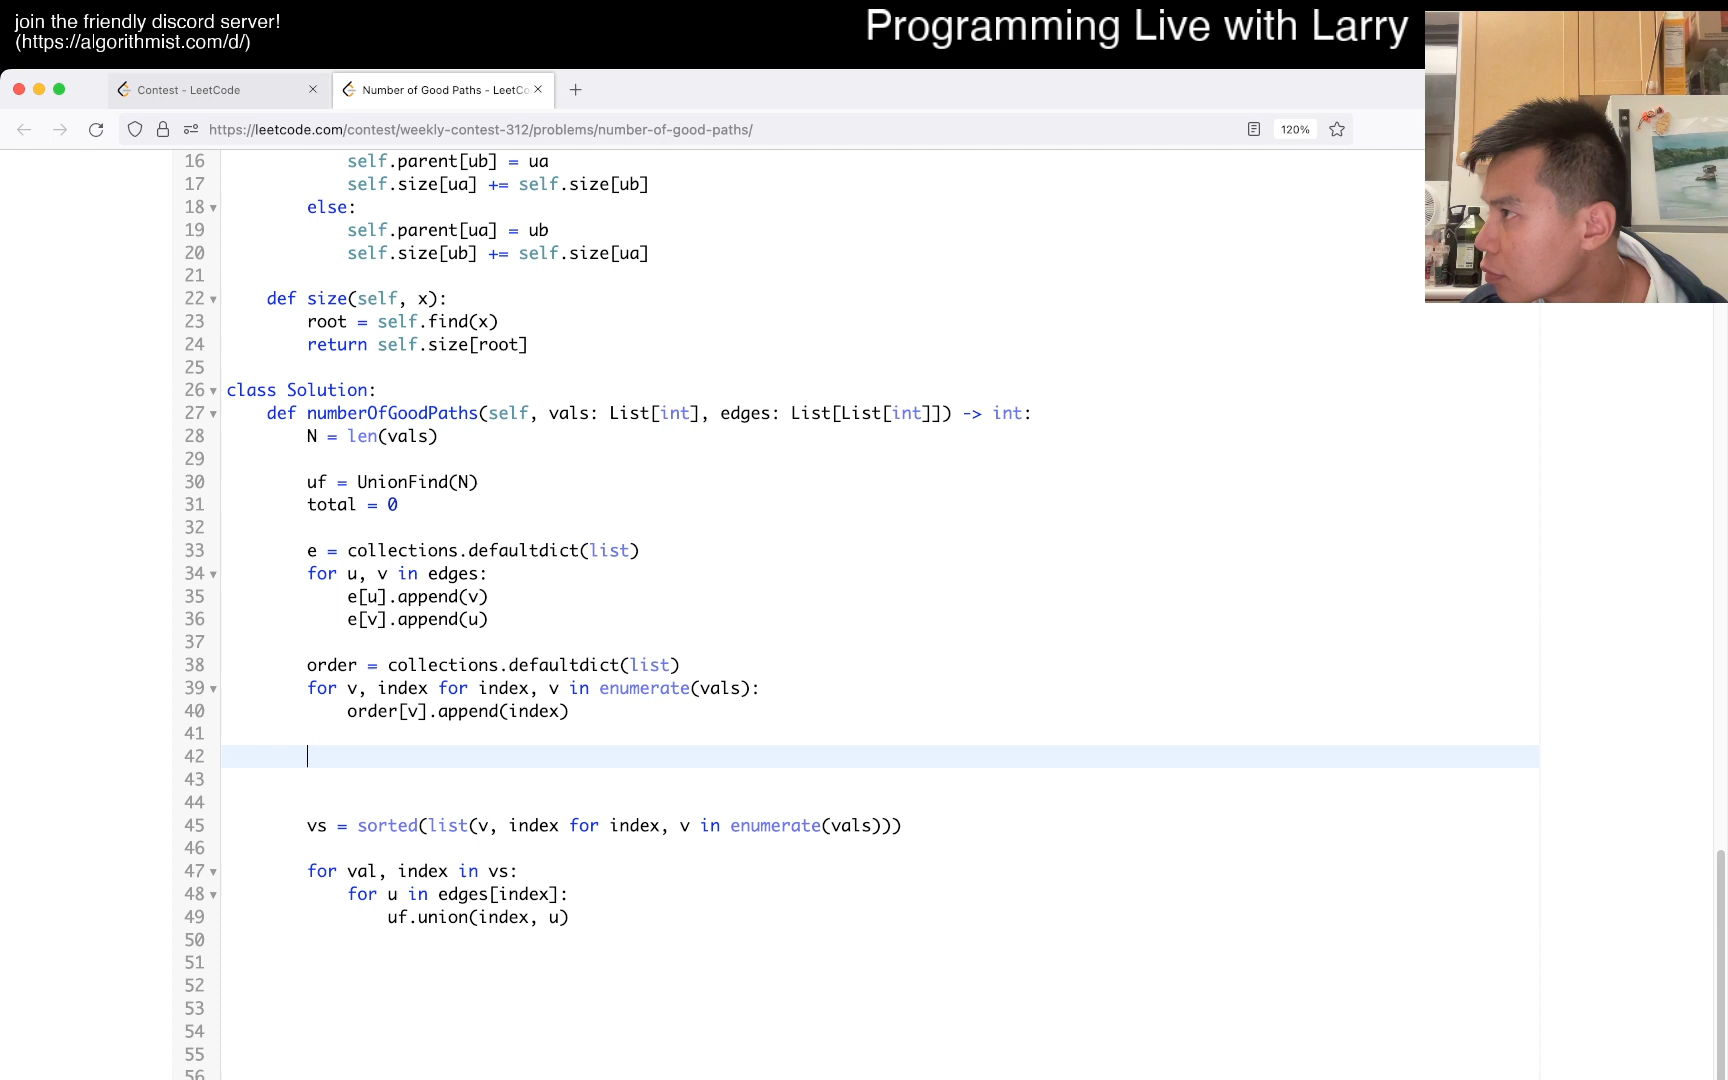 join the friendly discord server!
(https://algorithmist.com/d/)
Programming Live with Larry
Contest - LeetCode
Number of Good Paths - LeetCo
https://leetcode.com/contest/weekly-contest-312/problems/number-of-good-paths/
120%
16 self.parent[ub] = ua
17 self.size[ua] += self.size[ub]
18 else:
19 self.parent[ua] = ub
20 self.size[ub] += self.size[ua]
21
22 def size(self, x):
23 root = self.find(x)
24 return self.size[root]
25
26 class Solution:
27 def numberOfGoodPaths(self, vals: List[int], edges: List[List[int]]) -> int:
28 N = len(vals)
29
30 uf = UnionFind(N)
31 total = 0
32
33 e = collections.defaultdict(list)
34 for u, v in edges:
35 e[u].append(v)
36 e[v].append(u)
37
38 order = collections.defaultdict(list)
39 for v, index for index, v in enumerate(vals):
40 order[v].append(index)
41
42
43
44
45 vs = sorted(list(v, index for index, v in enumerate(vals)))
46
47 for val, index in vs:
48 for u in edges[index]:
49 uf.union(index, u)
50
51
52
53
54
55
56